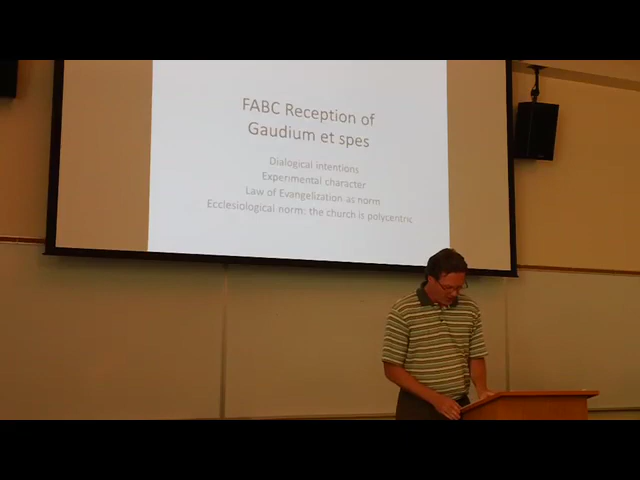 FABC Reception of
Gaudium et spes
Dialogical intentions
Experimental character
Law of Evangelization as norm
Ecclesiological norm: the church is polycentric